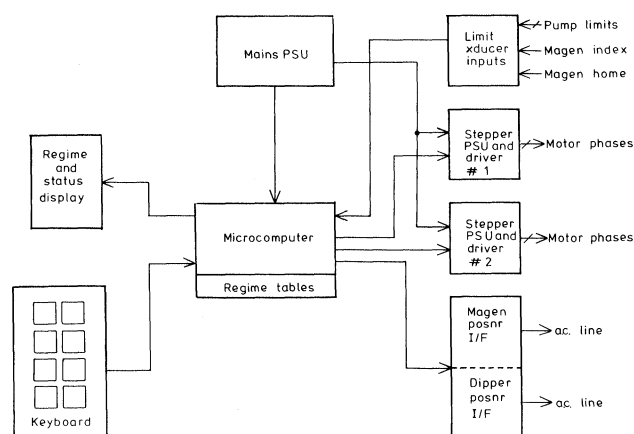 Mains PSU
Limit
xducer
inputs
Pump limits
Magen index
Magen home
Regime
and
status
display
Stepper
PSU and
driver
# 1
Motor phases
Microcomputer
Regime tables
Stepper
PSU and
driver
# 2
Motor phases
Keyboard
Magen
posnr
I/F
a.c. line
Dipper
posnr
I/F
a.c. line